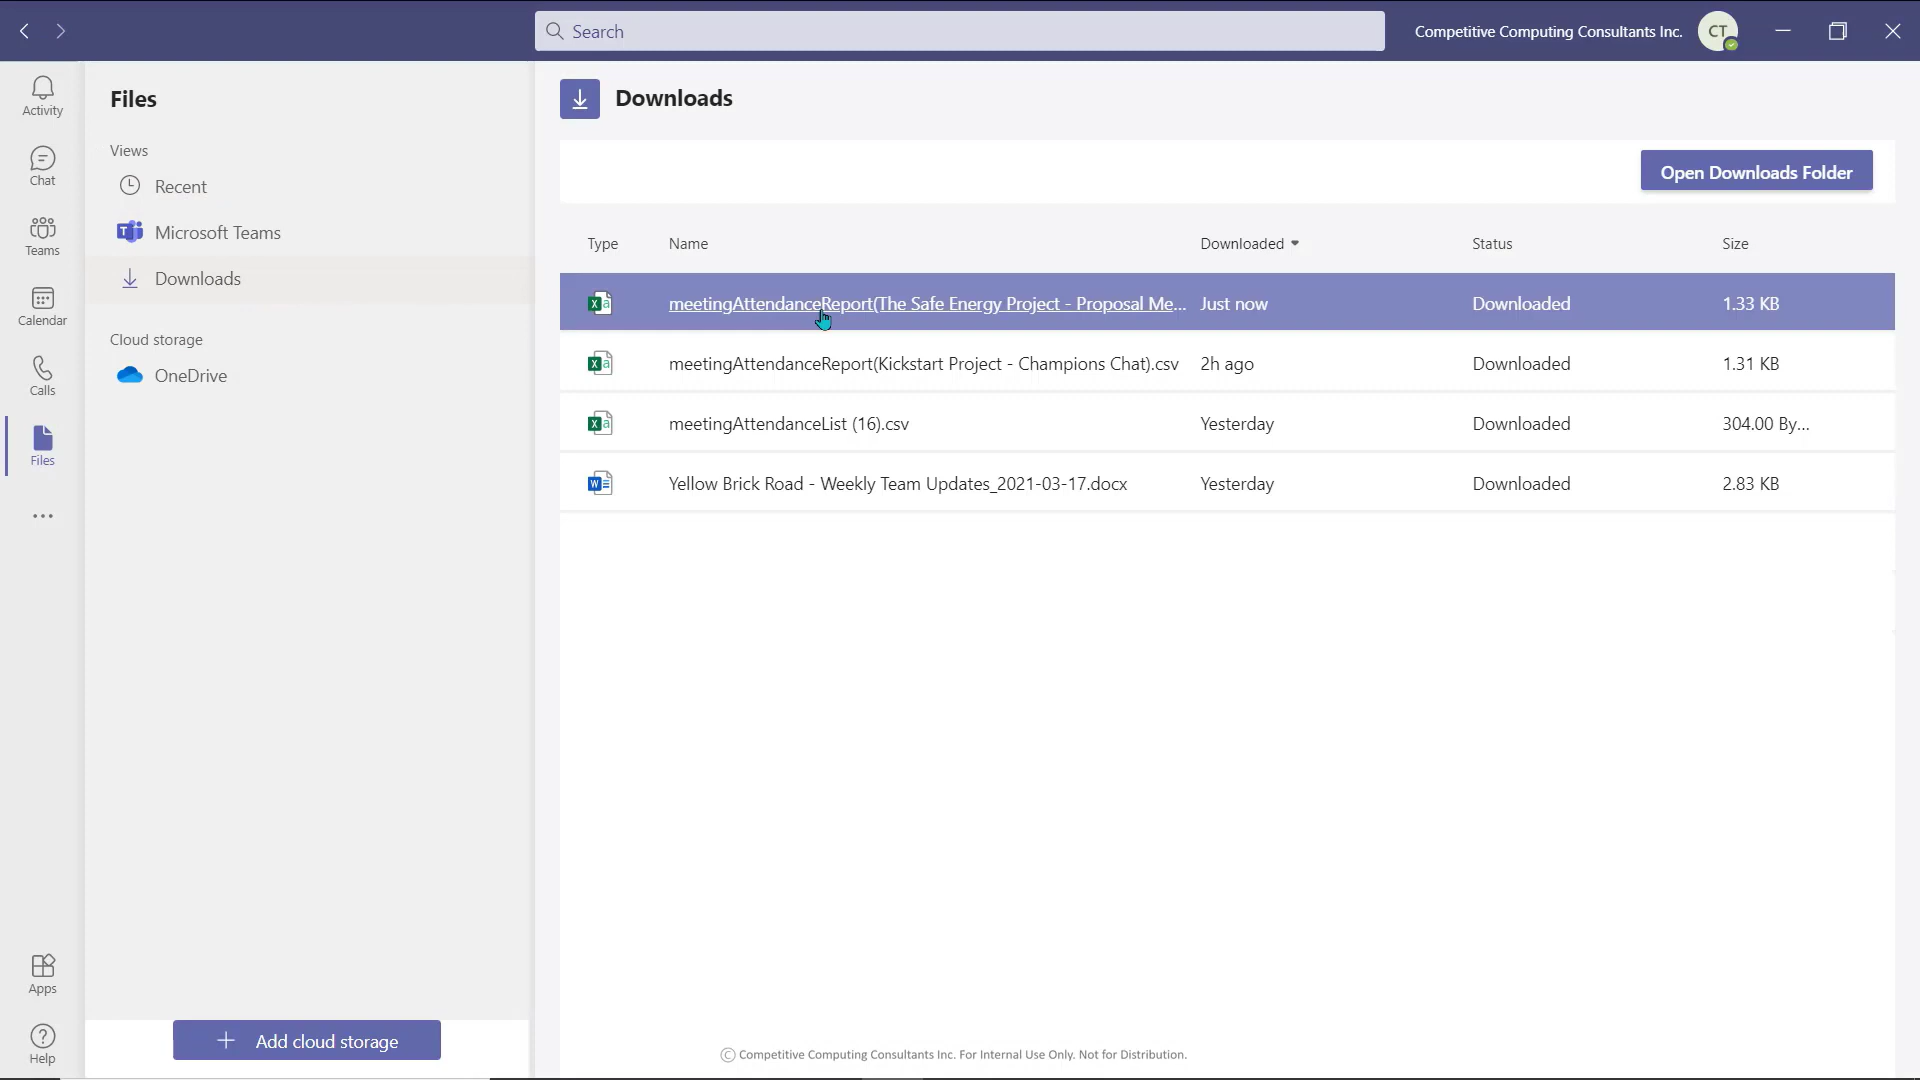 Search
Competitive Computing Consultants Inc.
CT
Activity
Chat
Teams
Calendar
Calls
Files
Apps
Help
Files
Views
Recent
Microsoft Teams
Downloads
Cloud storage
OneDrive
Add cloud storage
Downloads
Open Downloads Folder
Type Name Downloaded Status Size
meetingAttendanceReport(The Safe Energy Project - Proposal Me... Just now Downloaded 1.33 KB
meetingAttendanceReport(Kickstart Project - Champions Chat).csv 2h ago Downloaded 1.31 KB
meetingAttendanceList (16).csv Yesterday Downloaded 304.00 By...
Yellow Brick Road - Weekly Team Updates_2021-03-17.docx Yesterday Downloaded 2.83 KB
© Competitive Computing Consultants Inc. For Internal Use Only. Not for Distribution.